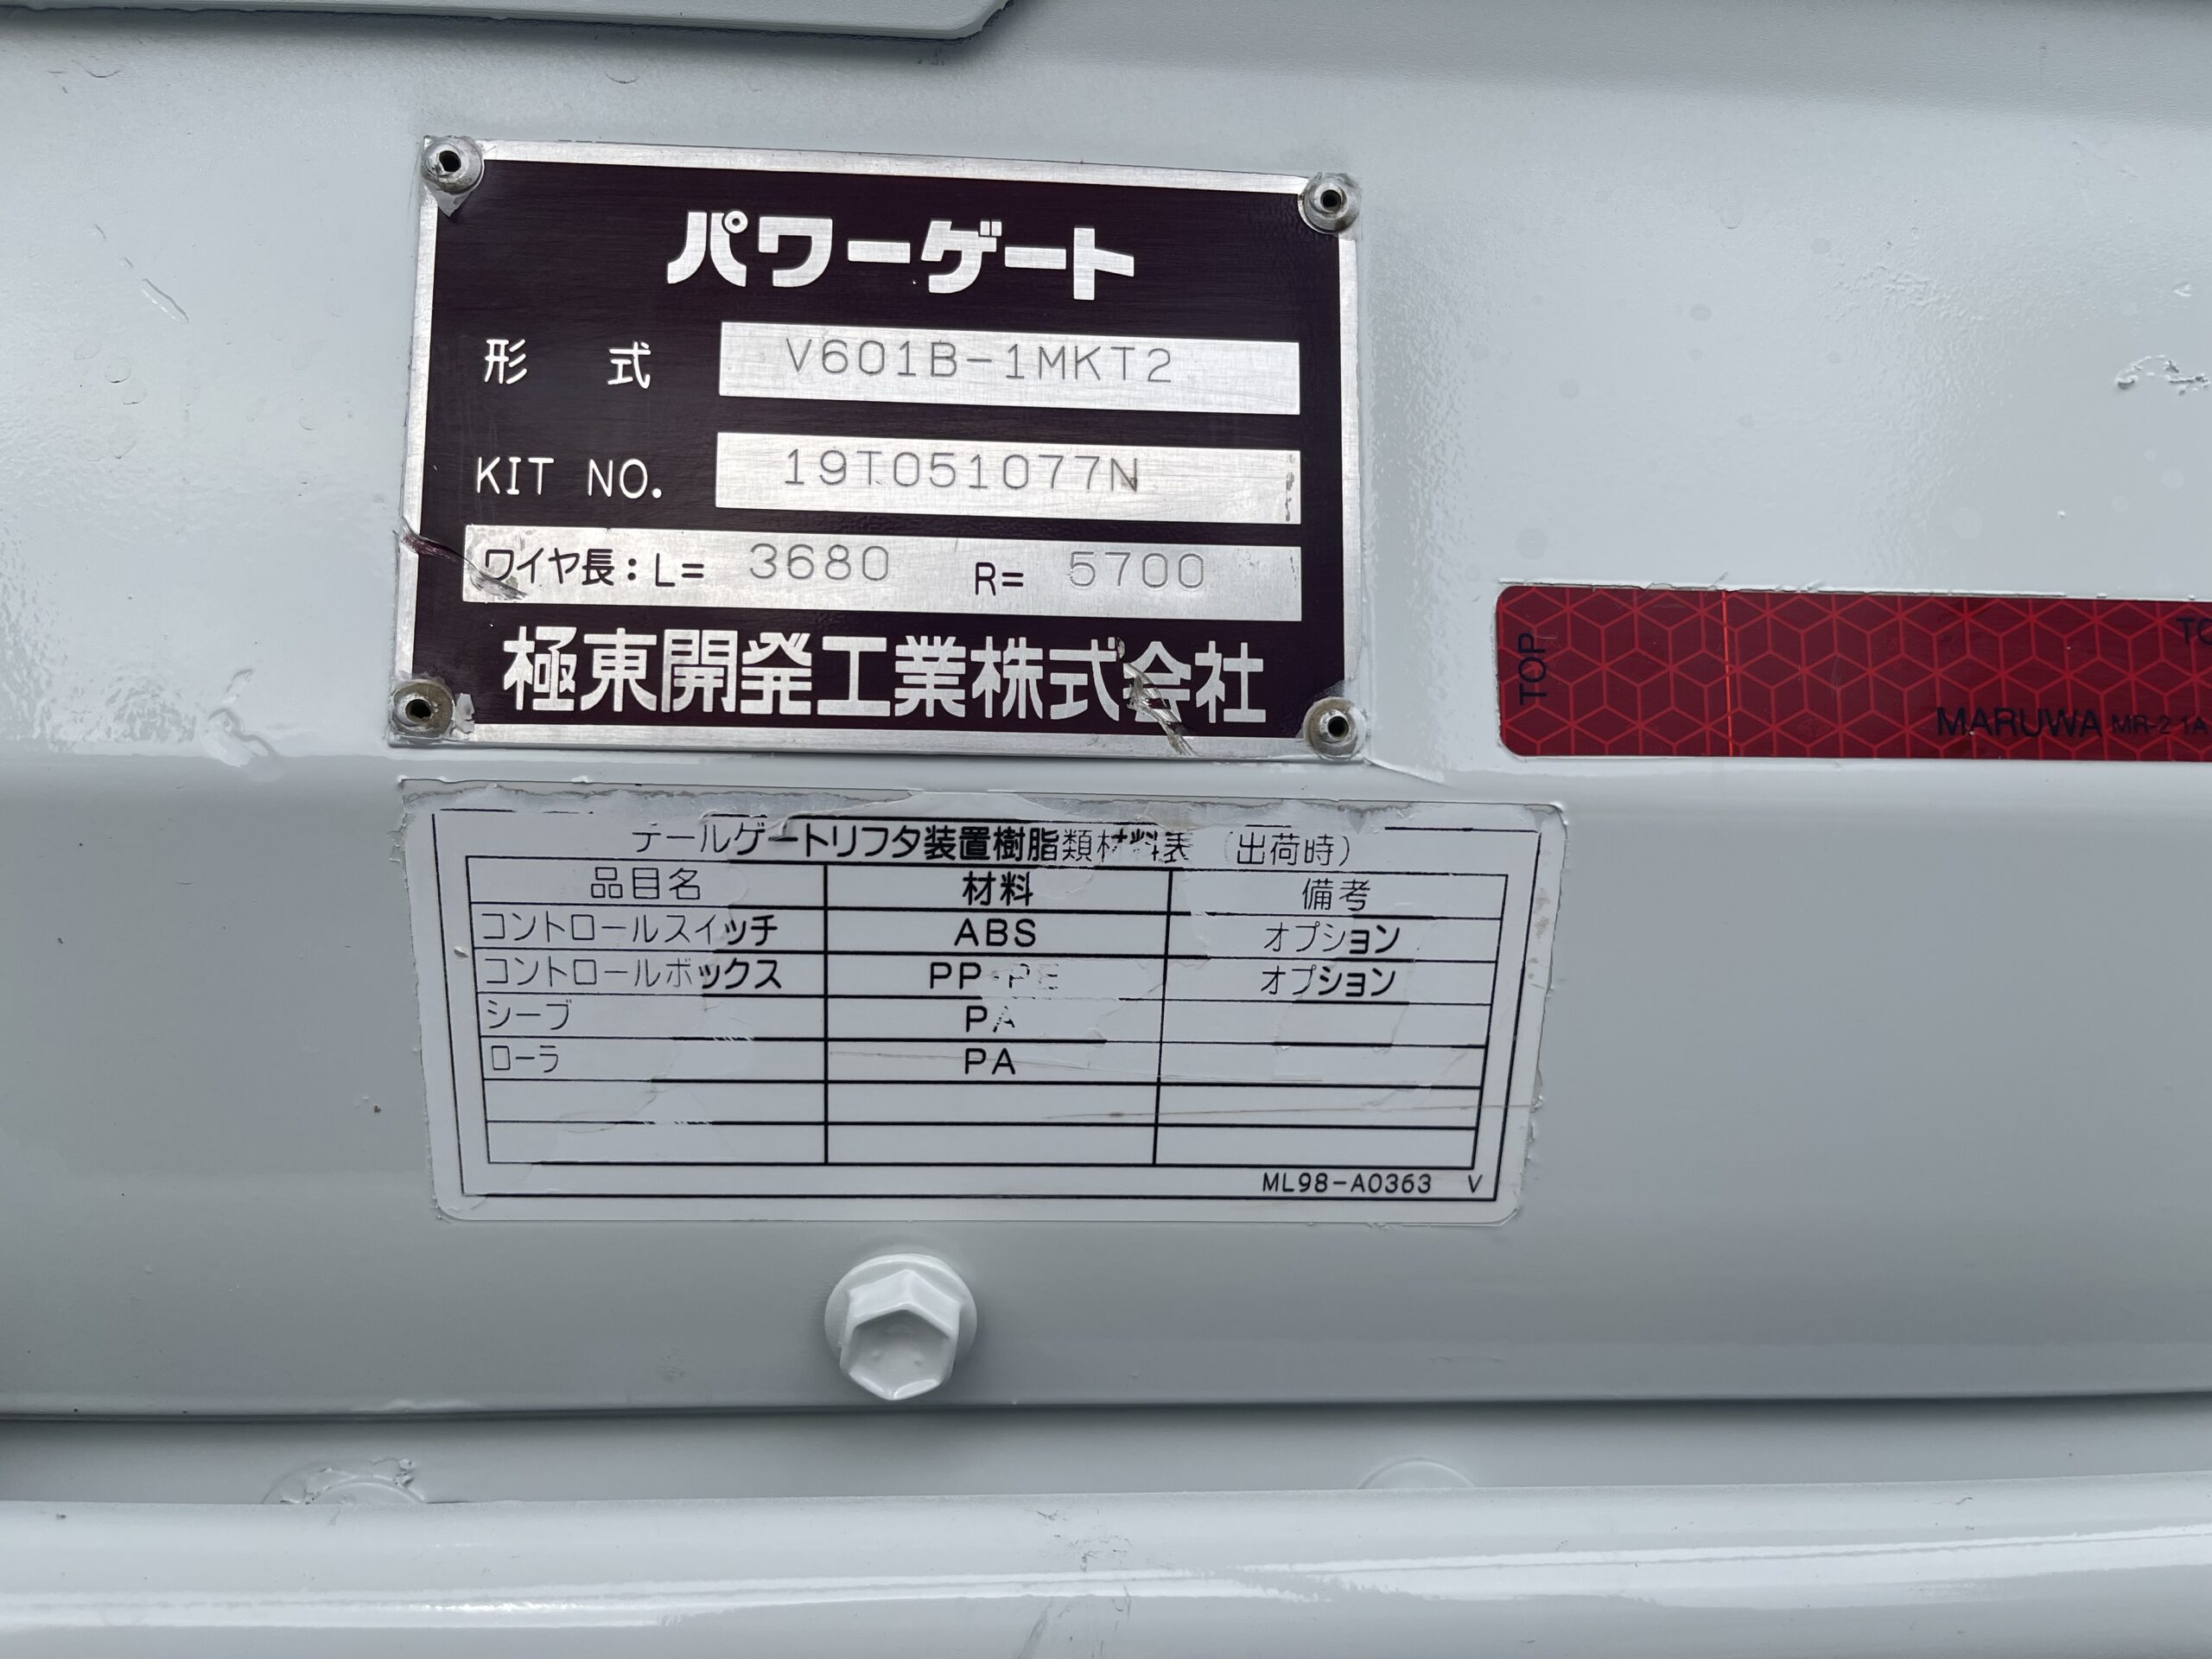 パワーゲート
形 式 V601B-1MKT2
KIT NO. 19T051077N
ワイヤ長：L= 3680 R= 5700
極東開発工業株式会社
TOP
MARUWA MR-2 1A
テールゲートリフタ装置樹脂類材料表（出荷時）
品目名 材料 備考
コントロールスイッチ ABS オプション
コントロールボックス PP・PE オプション
シーブ PA
ローラ PA
ML98-A0363 V